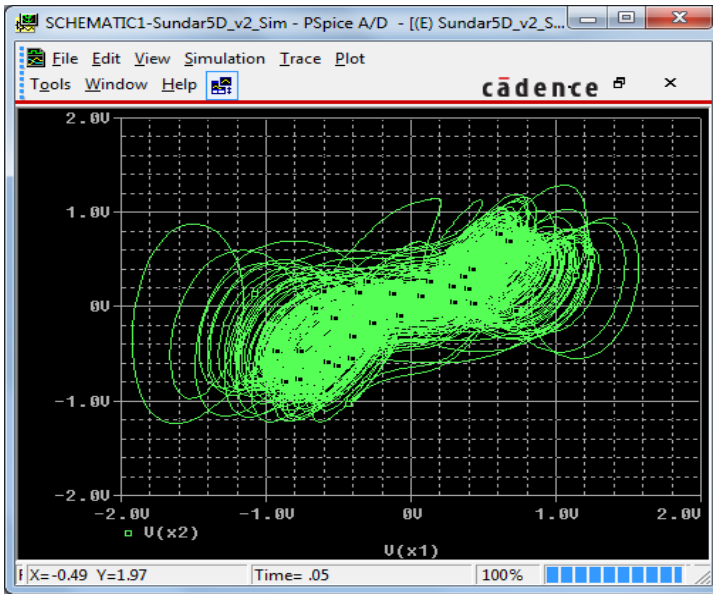 SCHEMATIC1-Sundar5D_v2_Sim - PSpice A/D - [(E) Sundar5D_v2_S...
File Edit View Simulation Trace Plot
Tools Window Help
cādence
2.0V
1.0V
0V
-1.0V
-2.0V
-2.0V -1.0V 0V 1.0V 2.0V
V(x2)
V(x1)
X=-0.49 Y=1.97 Time= .05 100%